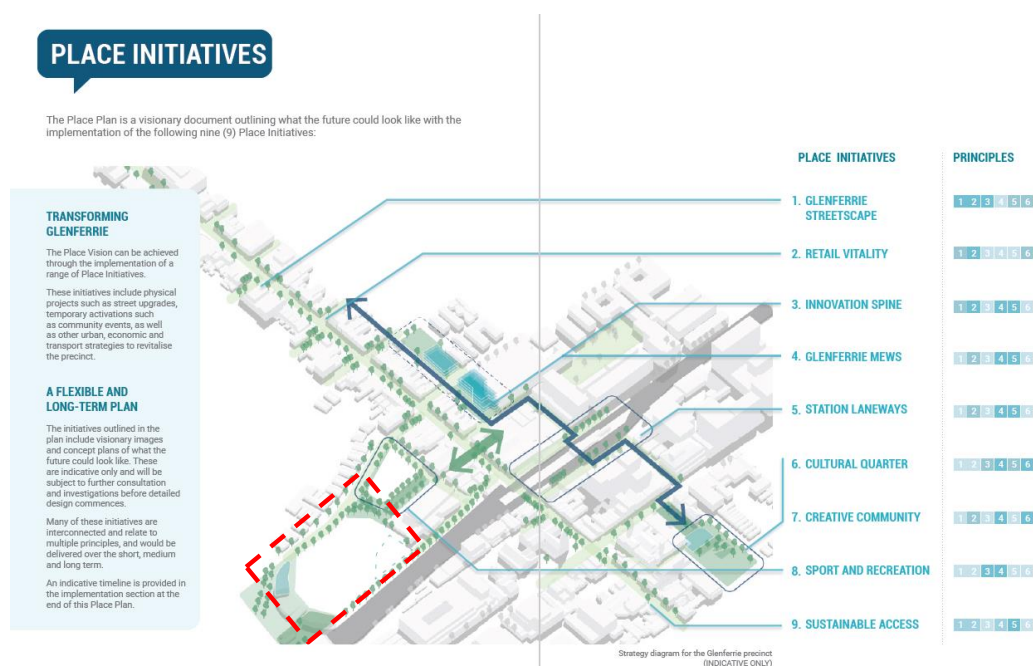 PLACE INITIATIVES
The Place Plan is a visionary document outlining what the future could look like with the
implementation of the following nine (9) Place Initiatives:
TRANSFORMING
GLENFERRIE
The Place Vision can be achieved
through the implementation of a
range of Place Initiatives.
These initiatives include physical
projects such as street upgrades,
temporary activations such
as community events, as well
as other urban, economic and
transport strategies to revitalise
the precinct.
A FLEXIBLE AND
LONG-TERM PLAN
The initiatives outlined in the
plan include visionary images
and concept plans of what the
future could look like. These
are indicative only and will be
subject to further consultation
and investigations before detailed
design commences.
Many of these initiatives are
interconnected and relate to
multiple principles, and would be
delivered over the short, medium
and long term.
An indicative timeline is provided in
the implementation section at the
end of this Place Plan.
PLACE INITIATIVES PRINCIPLES
1. GLENFERRIE
STREETSCAPE
1 2 3 4 5 6
2. RETAIL VITALITY 1 2 3 4 5 6
3. INNOVATION SPINE 1 2 3 4 5 6
4. GLENFERRIE MEWS 1 2 3 4 5 6
5. STATION LANEWAYS 1 2 3 4 5 6
6. CULTURAL QUARTER 1 2 3 4 5 6
7. CREATIVE COMMUNITY 1 2 3 4 5 6
8. SPORT AND RECREATION 1 2 3 4 5 6
9. SUSTAINABLE ACCESS 1 2 3 4 5 6
Strategy diagram for the Glenferrie precinct
(INDICATIVE ONLY)